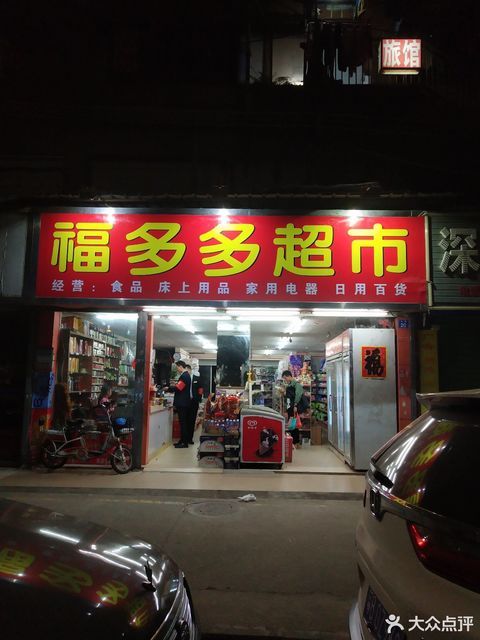 旅馆
福多多超市
经营：食品 床上用品 家用电器 日用百货
深
福
大众点评